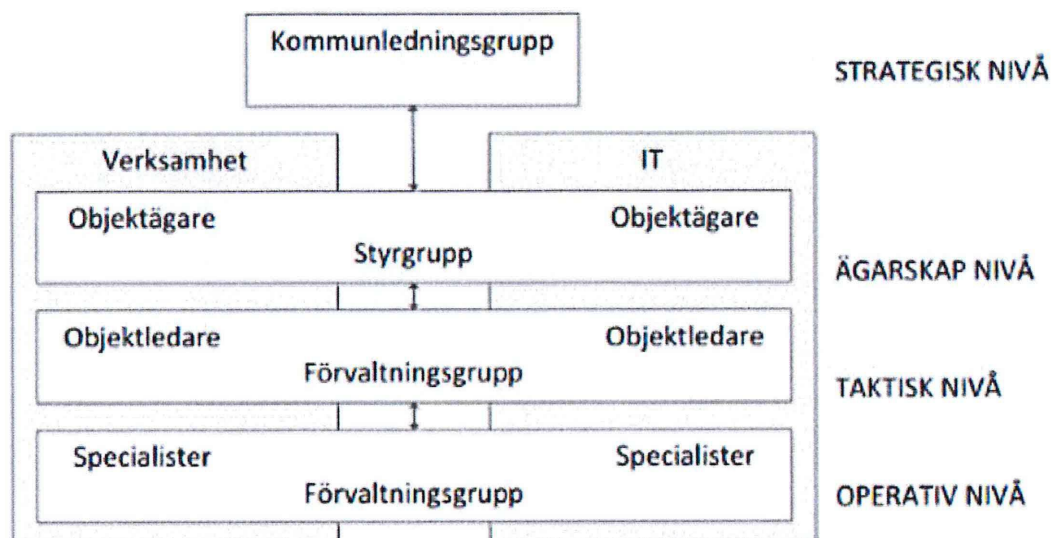 Kommunledningsgrupp
STRATEGISK NIVÅ
Verksamhet IT
Objektägare Objektägare
Styrgrupp
ÄGARSKAP NIVÅ
Objektledare Objektledare
Förvaltningsgrupp
TAKTISK NIVÅ
Specialister Specialister
Förvaltningsgrupp
OPERATIV NIVÅ